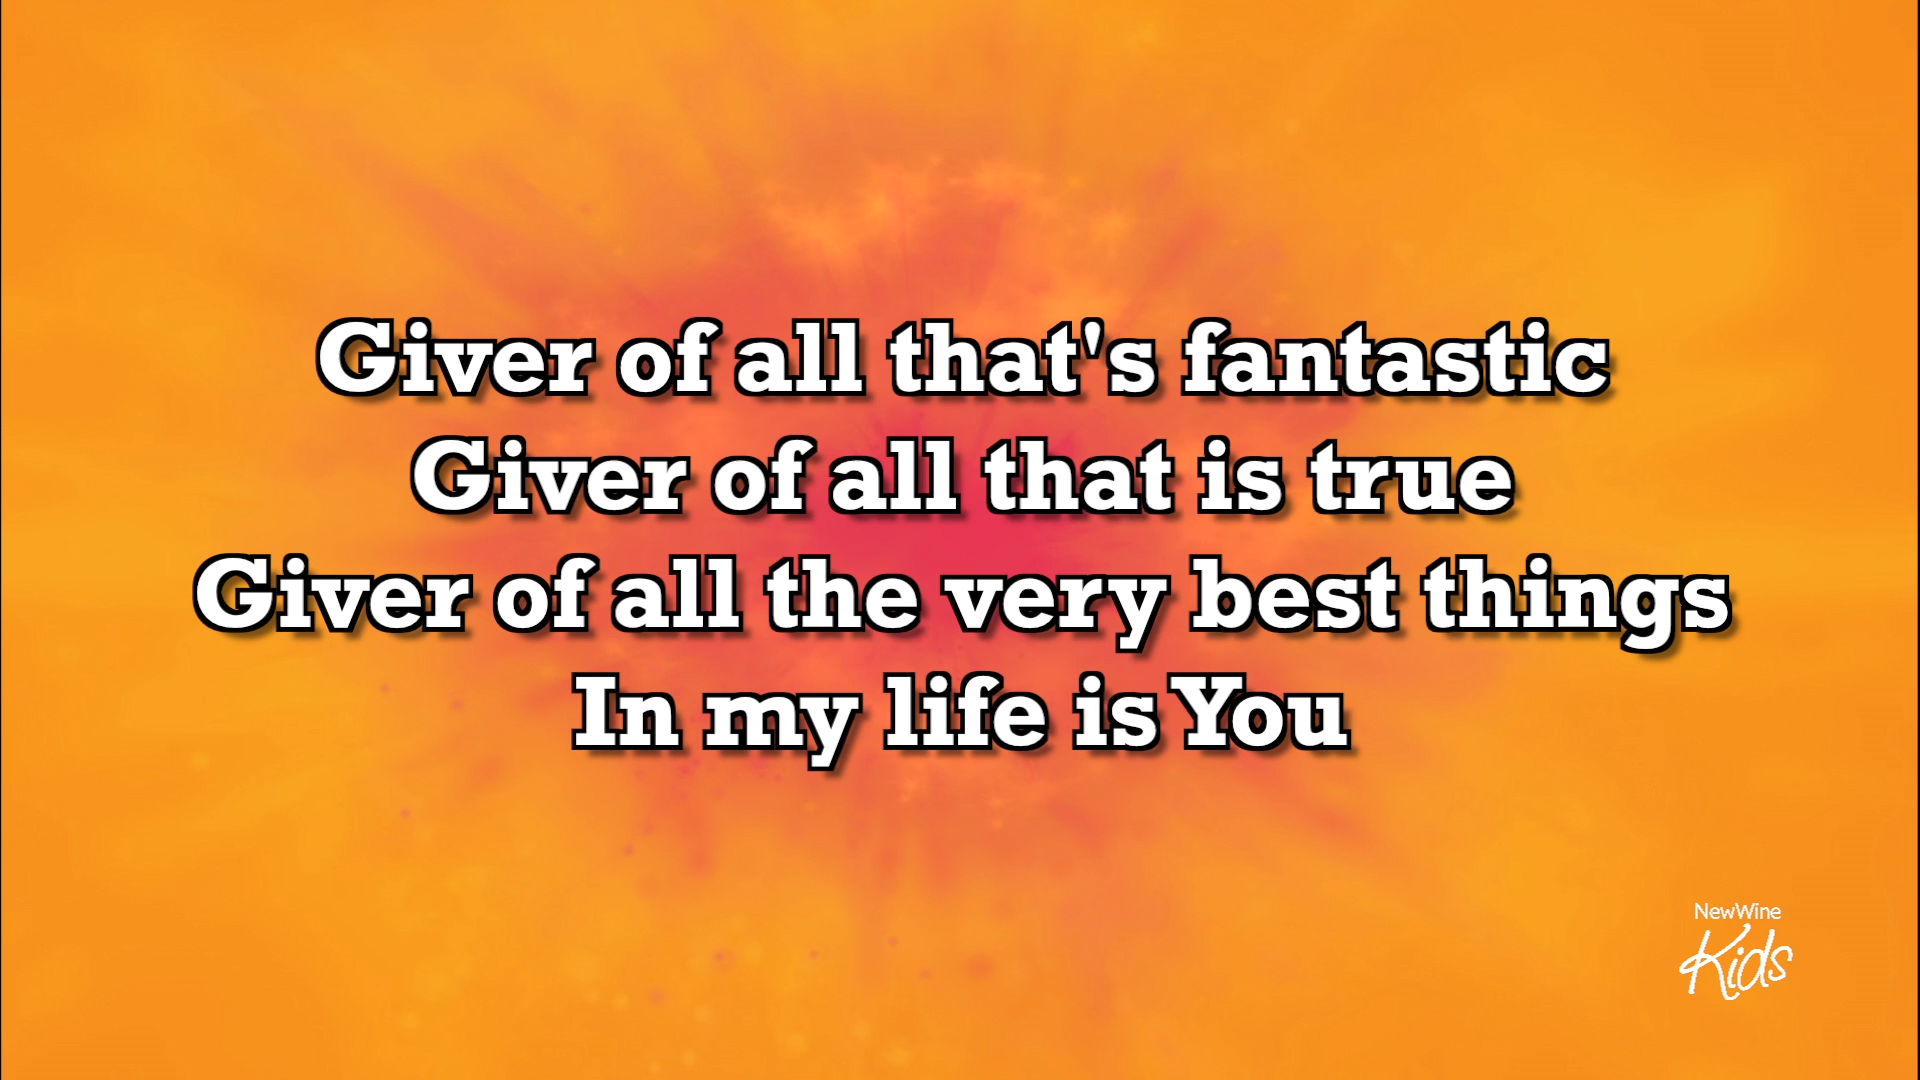 Giver of all that's fantastic
Giver of all that is true
Giver of all the very best things
In my life is You
NewWine
Kids